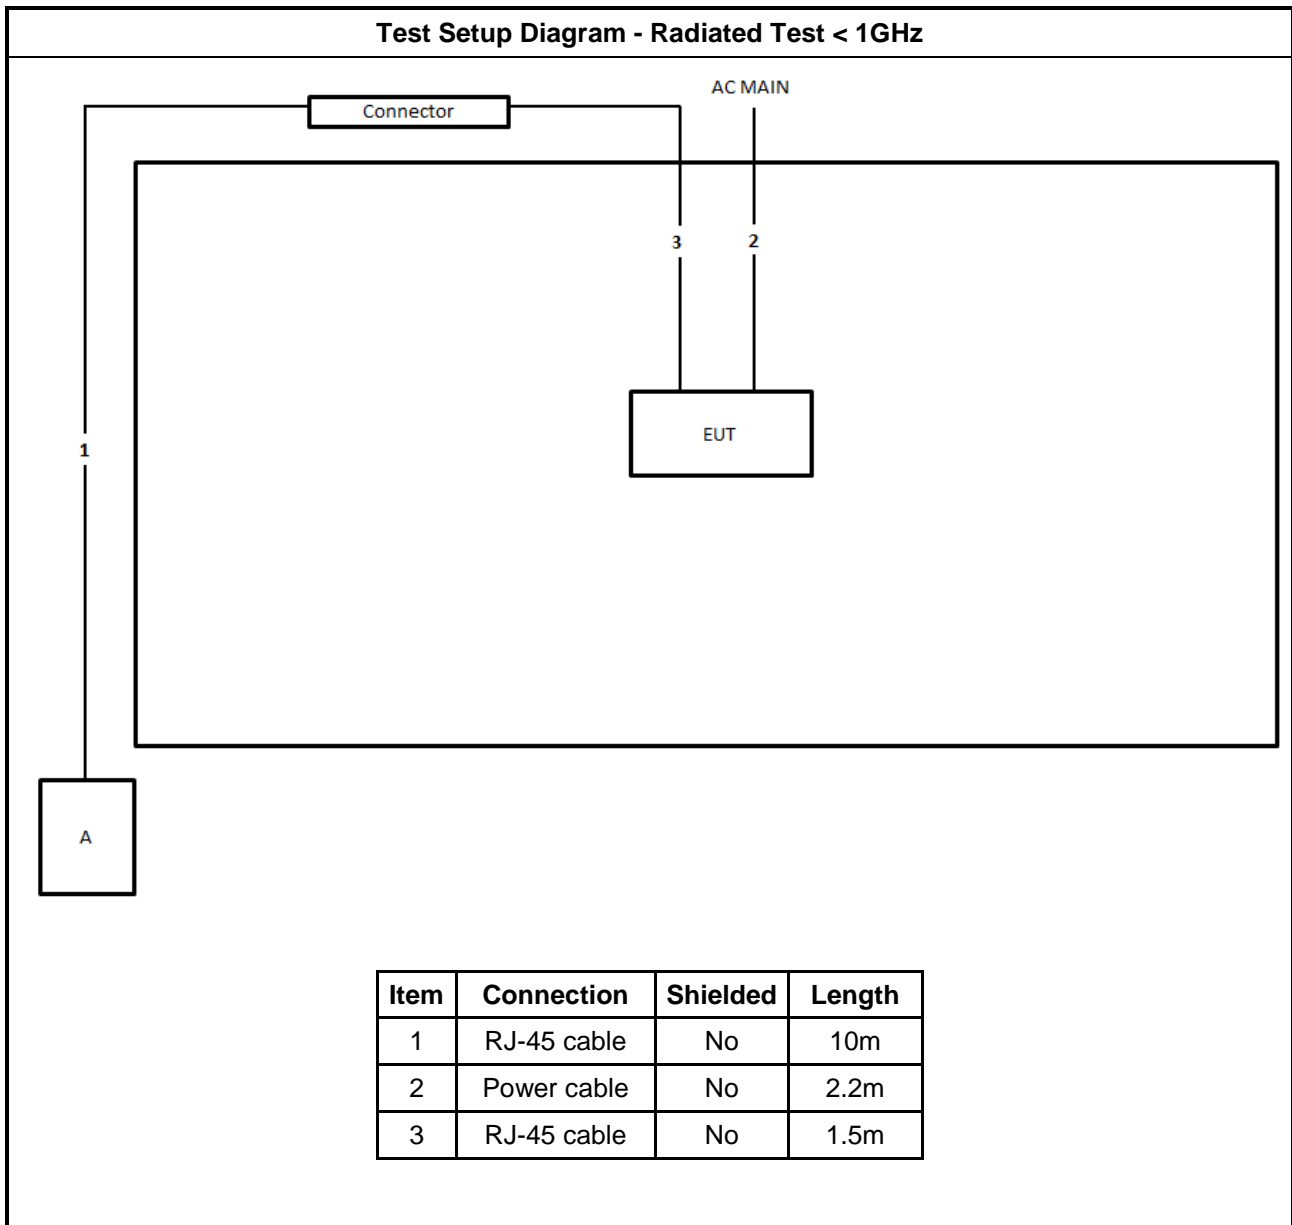 Test Setup Diagram - Radiated Test < 1GHz
AC MAIN
Connector
3 2
EUT
1
A
Item Connection Shielded Length
1 RJ-45 cable No 10m
2 Power cable No 2.2m
3 RJ-45 cable No 1.5m